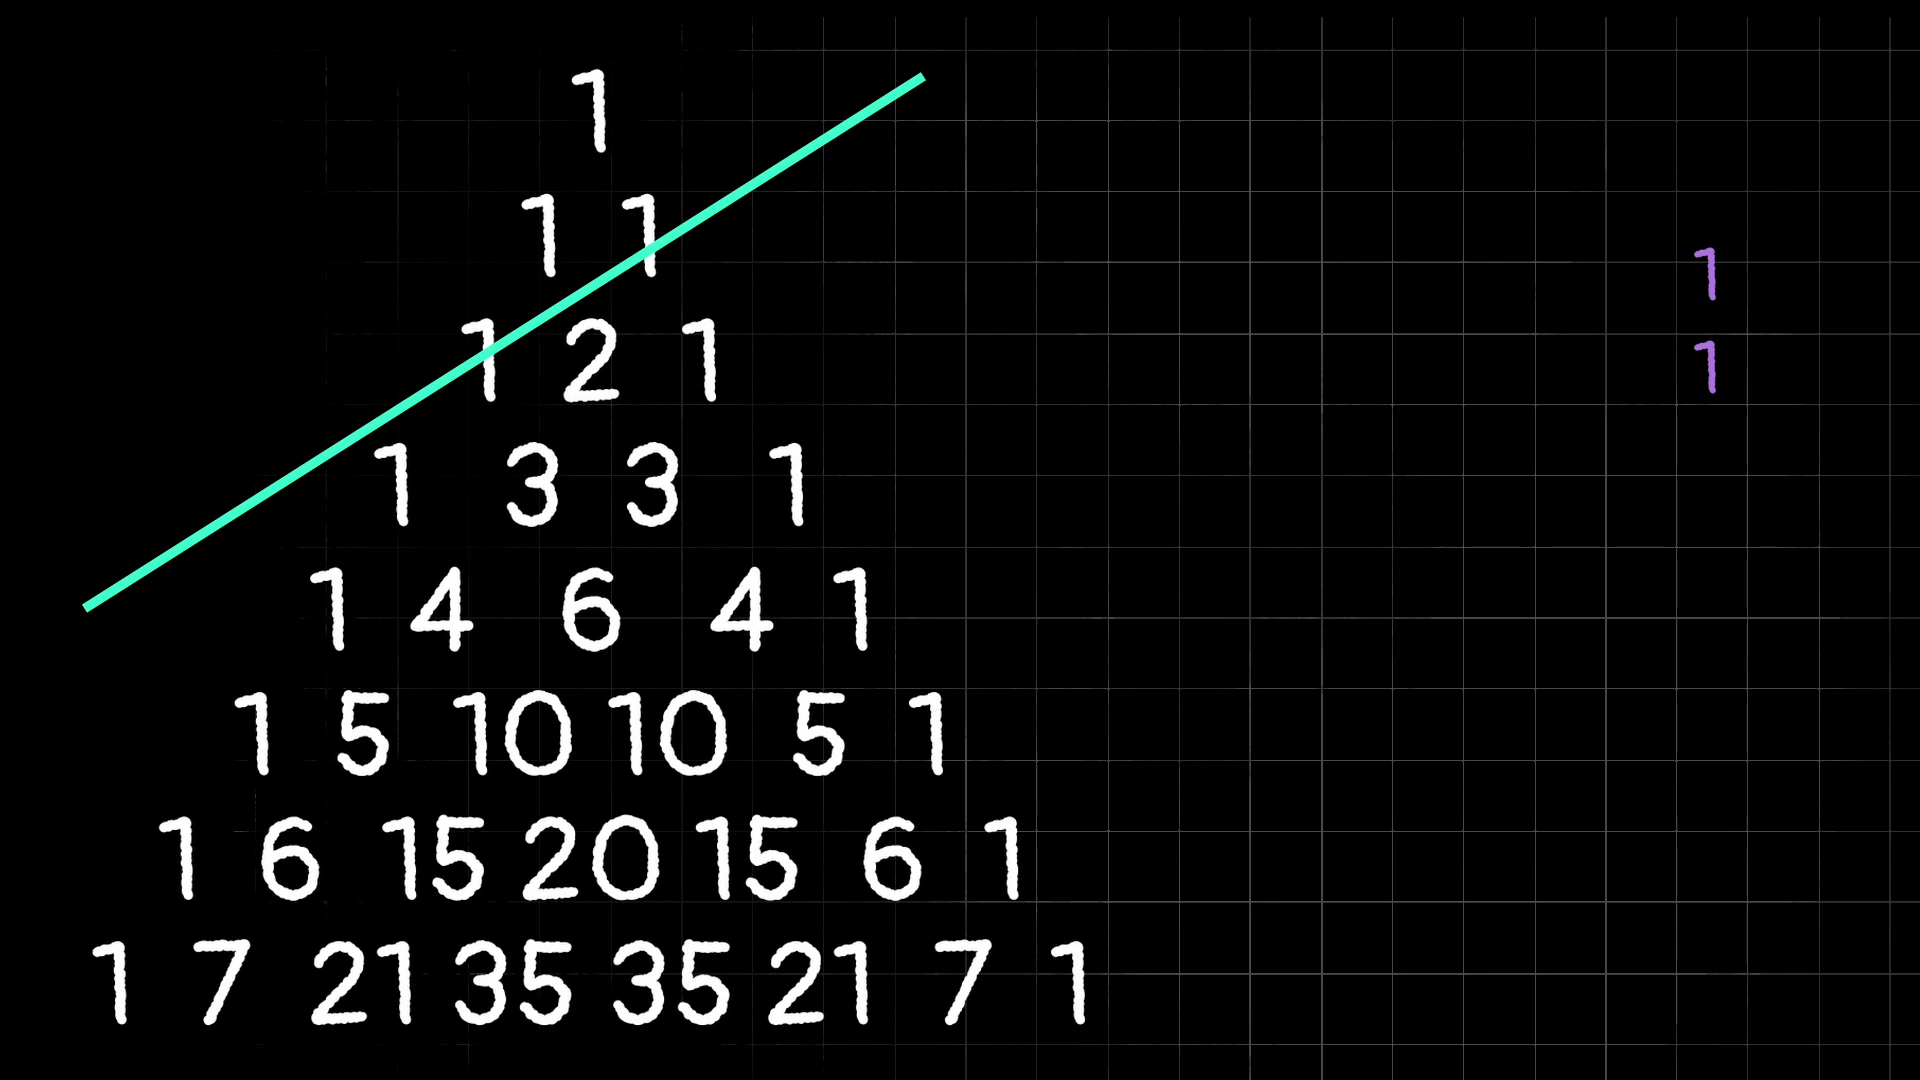 1
1 1
1 2 1
1 3 3 1
1 4 6 4 1
1 5 10 10 5 1
1 6 15 20 15 6 1
1 7 21 35 35 21 7 1
1
1